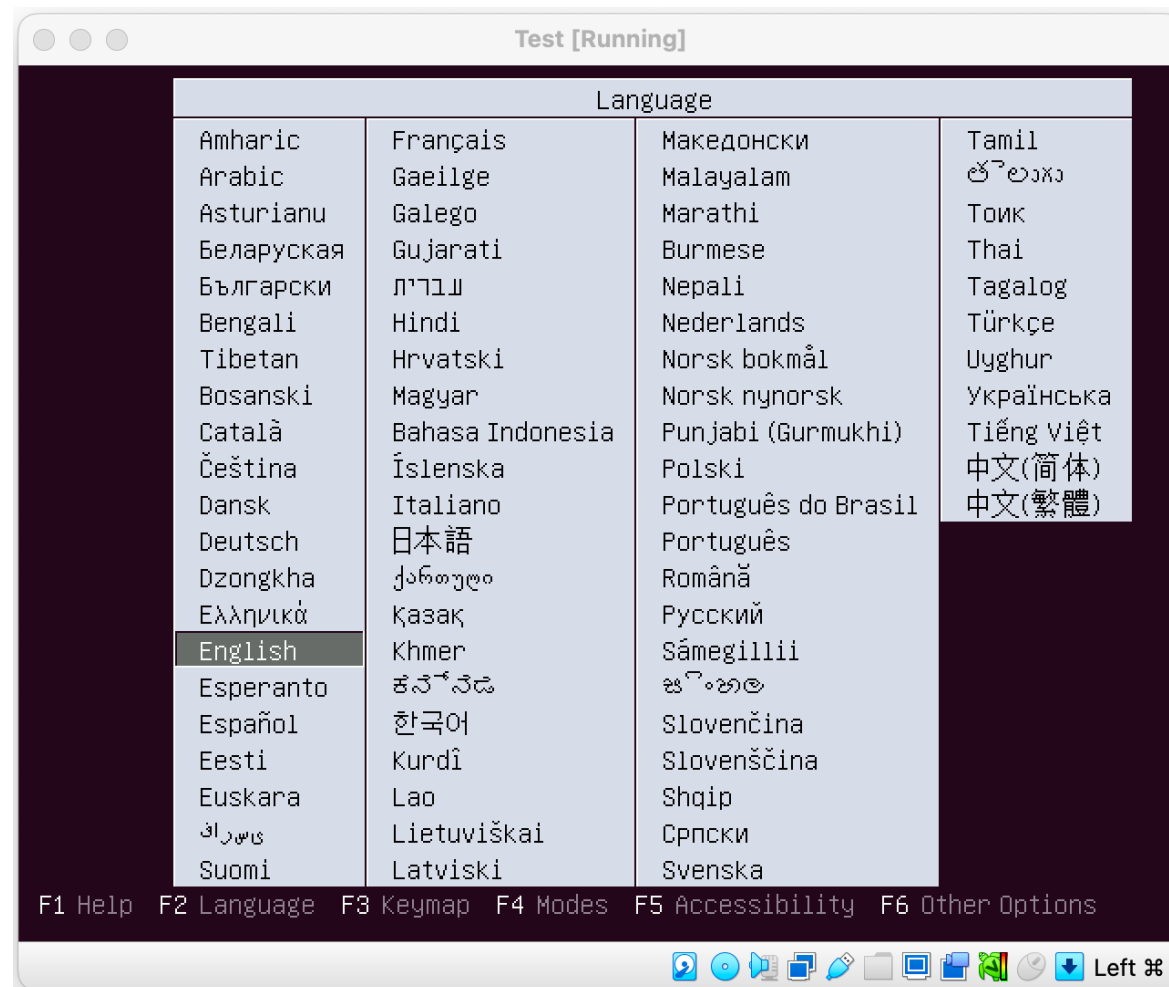 Test [Running]
Language
Amharic
Arabic
Asturianu
Беларуская
Български
Bengali
Tibetan
Bosanski
Català
Čeština
Dansk
Deutsch
Dzongkha
Ελληνικά
English
Esperanto
Español
Eesti
Euskara
فارسی
Suomi
Français
Gaeilge
Galego
Gujarati
עברית
Hindi
Hrvatski
Magyar
Bahasa Indonesia
Íslenska
Italiano
日本語
ქართული
Қазақ
Khmer
ಕನ್ನಡ
한국어
Kurdî
Lao
Lietuviškai
Latviski
Македонски
Malayalam
Marathi
Burmese
Nepali
Nederlands
Norsk bokmål
Norsk nynorsk
Punjabi (Gurmukhi)
Polski
Português do Brasil
Português
Română
Русский
Sámegillii
සිංහල
Slovenčina
Slovenščina
Shqip
Српски
Svenska
Tamil
తెలుగు
Тоик
Thai
Tagalog
Türkçe
Uyghur
Українська
Tiếng Việt
中文(简体)
中文(繁體)
F1 Help F2 Language F3 Keymap F4 Modes F5 Accessibility F6 Other Options
Left ⌘